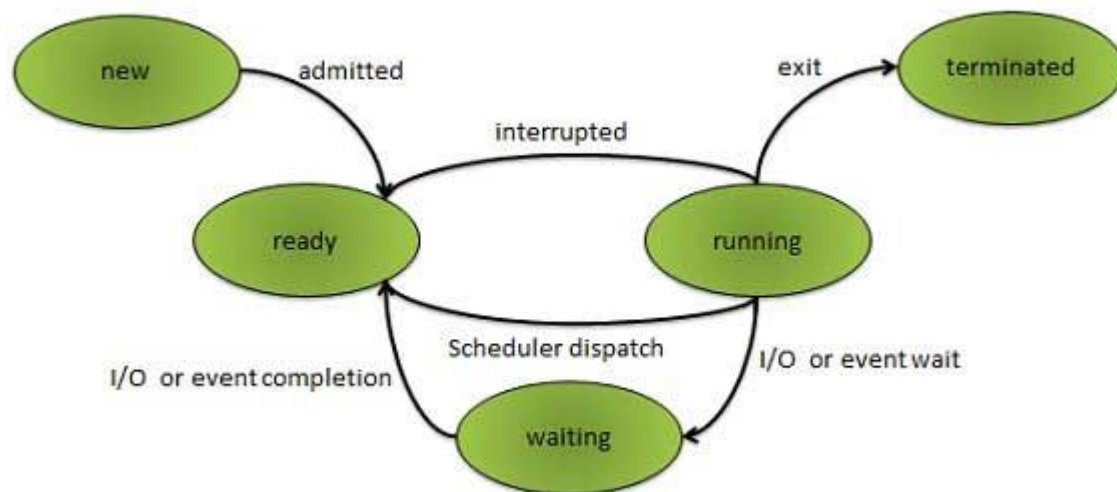 new
admitted
exit
terminated
interrupted
ready
running
Scheduler dispatch
I/O or event completion
I/O or event wait
waiting